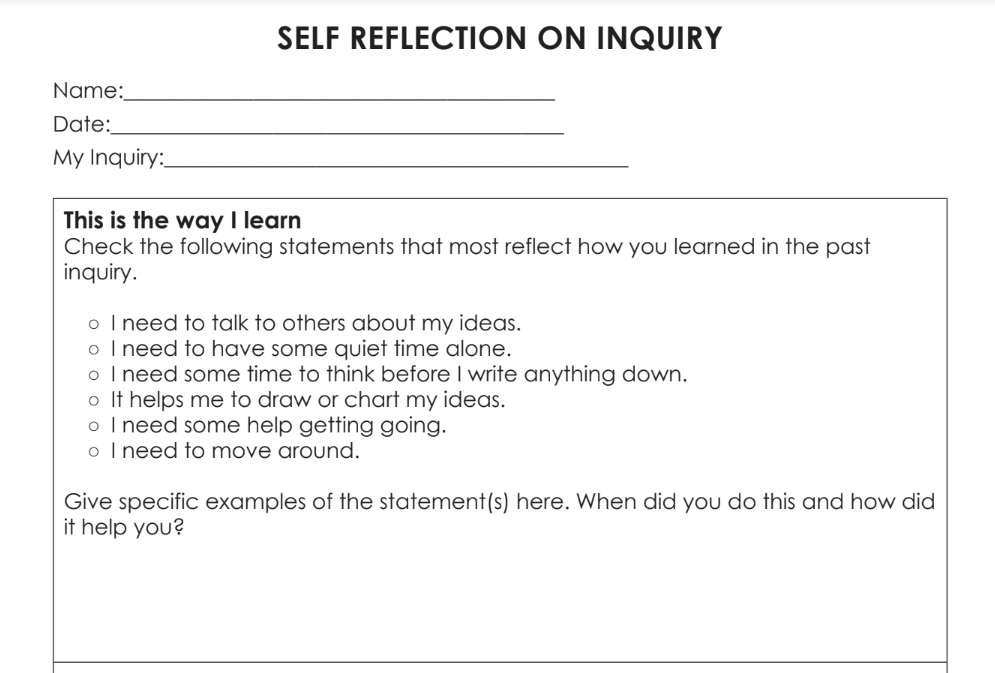 SELF REFLECTION ON INQUIRY
Name:
Date:
My Inquiry:
This is the way I learn
Check the following statements that most reflect how you learned in the past
inquiry.
○ I need to talk to others about my ideas.
○ I need to have some quiet time alone.
○ I need some time to think before I write anything down.
○ It helps me to draw or chart my ideas.
○ I need some help getting going.
○ I need to move around.
Give specific examples of the statement(s) here. When did you do this and how did
it help you?